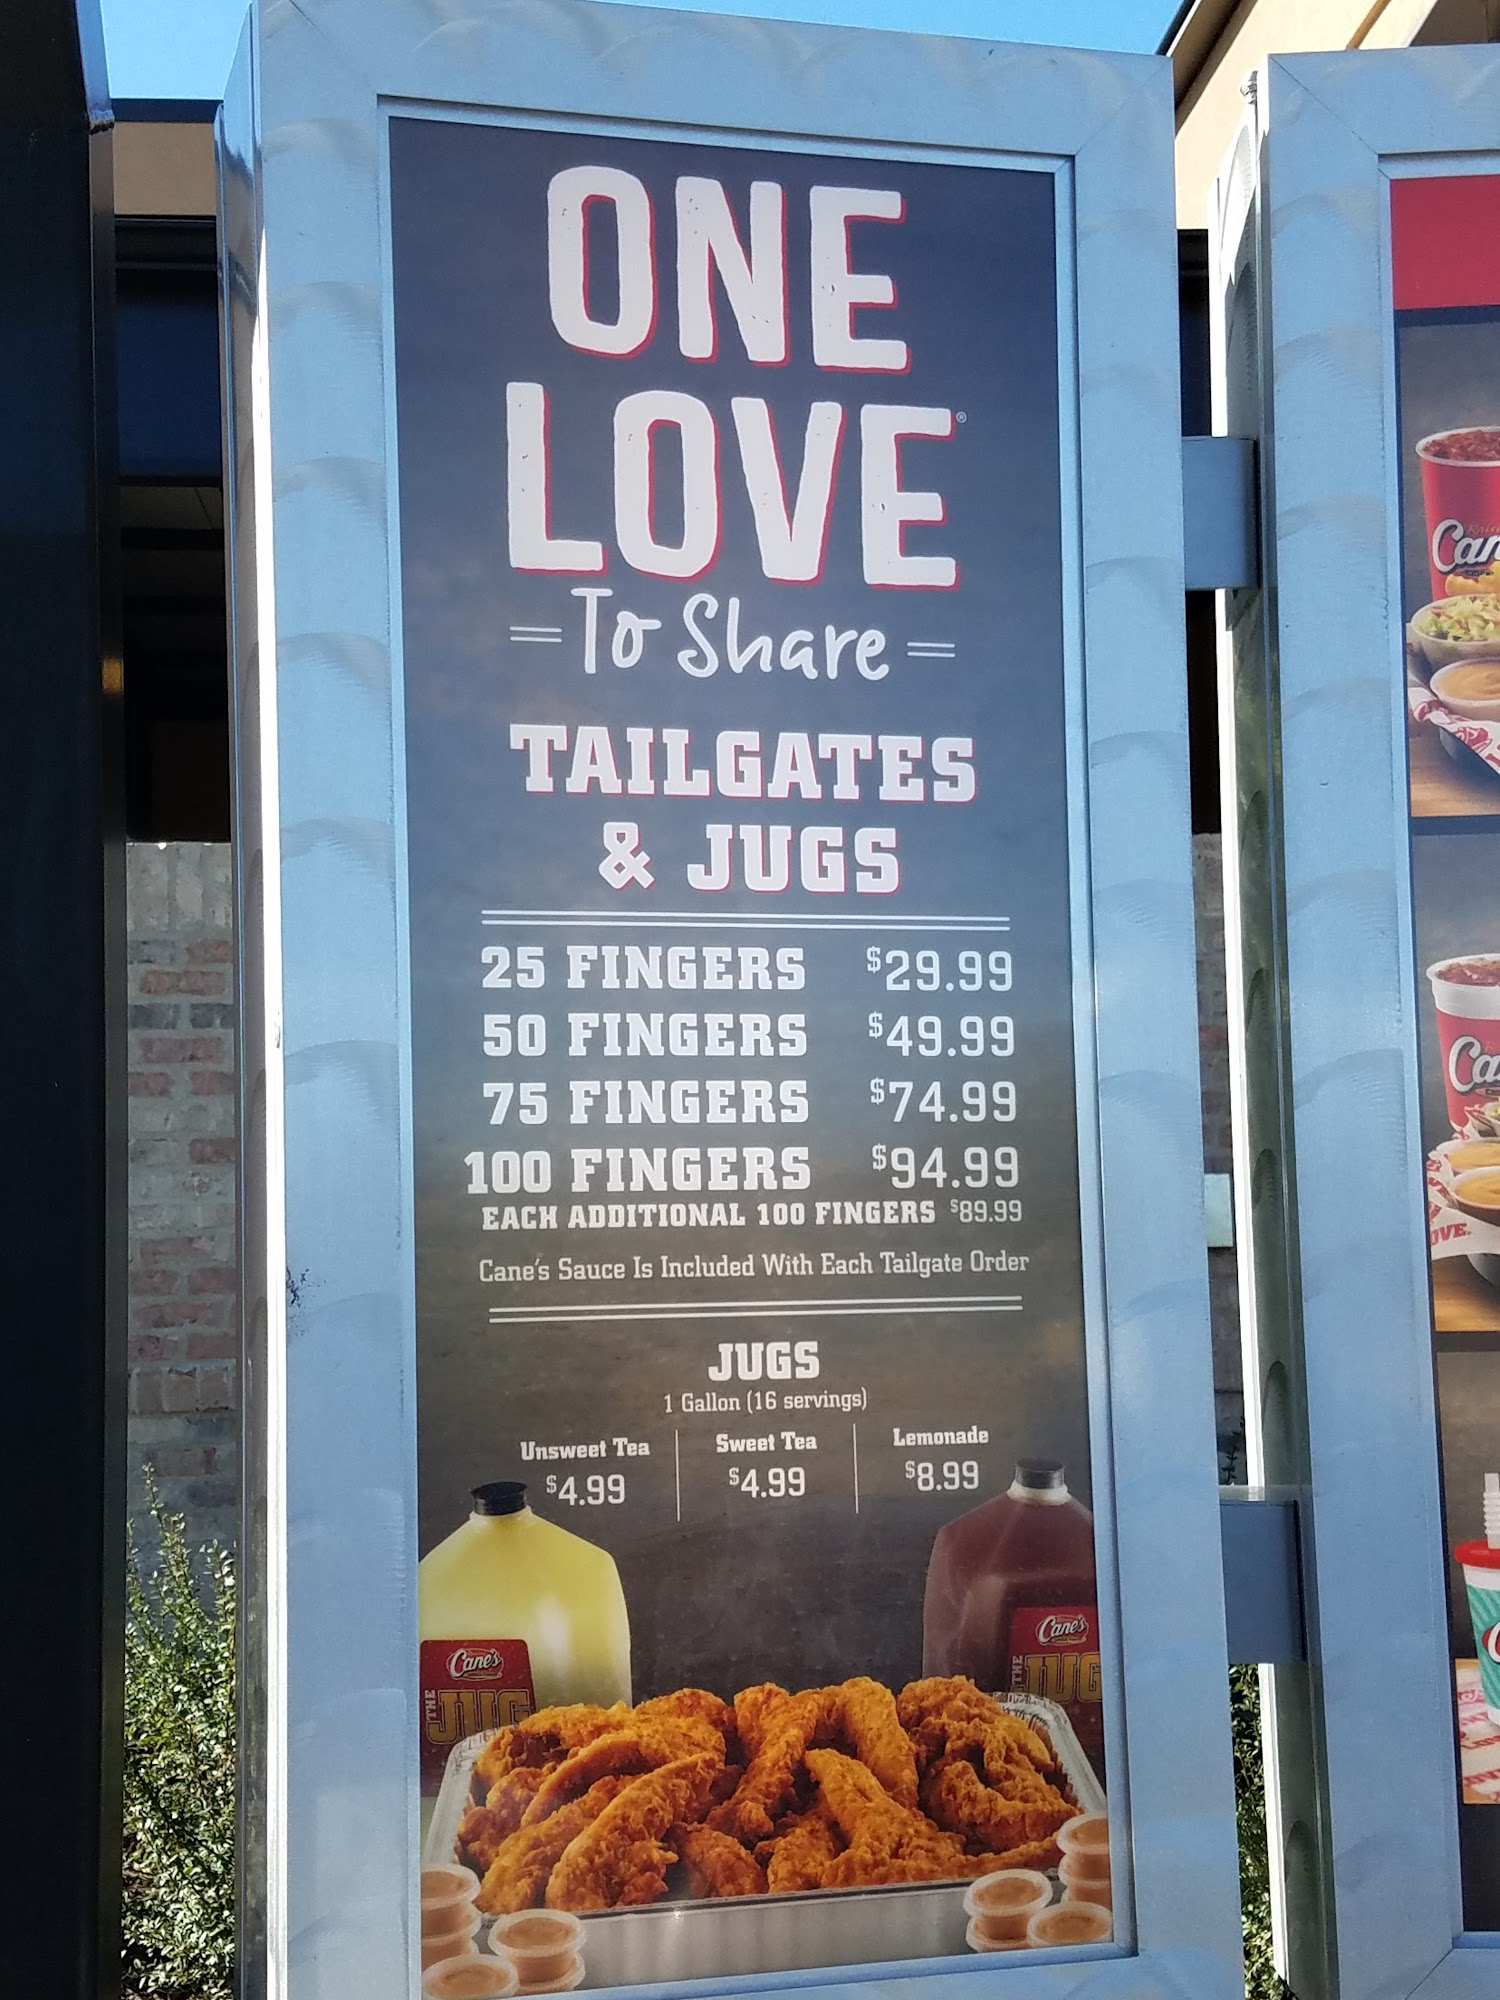 ONE
LOVE®
To Share
TAILGATES
& JUGS
25 FINGERS $29.99
50 FINGERS $49.99
75 FINGERS $74.99
100 FINGERS $94.99
EACH ADDITIONAL 100 FINGERS $89.99
Cane's Sauce Is Included With Each Tailgate Order
JUGS
1 Gallon (16 servings)
Unsweet Tea Sweet Tea Lemonade
$4.99 $4.99 $8.99
Cane's
THE JUG
Cane's
THE JUG